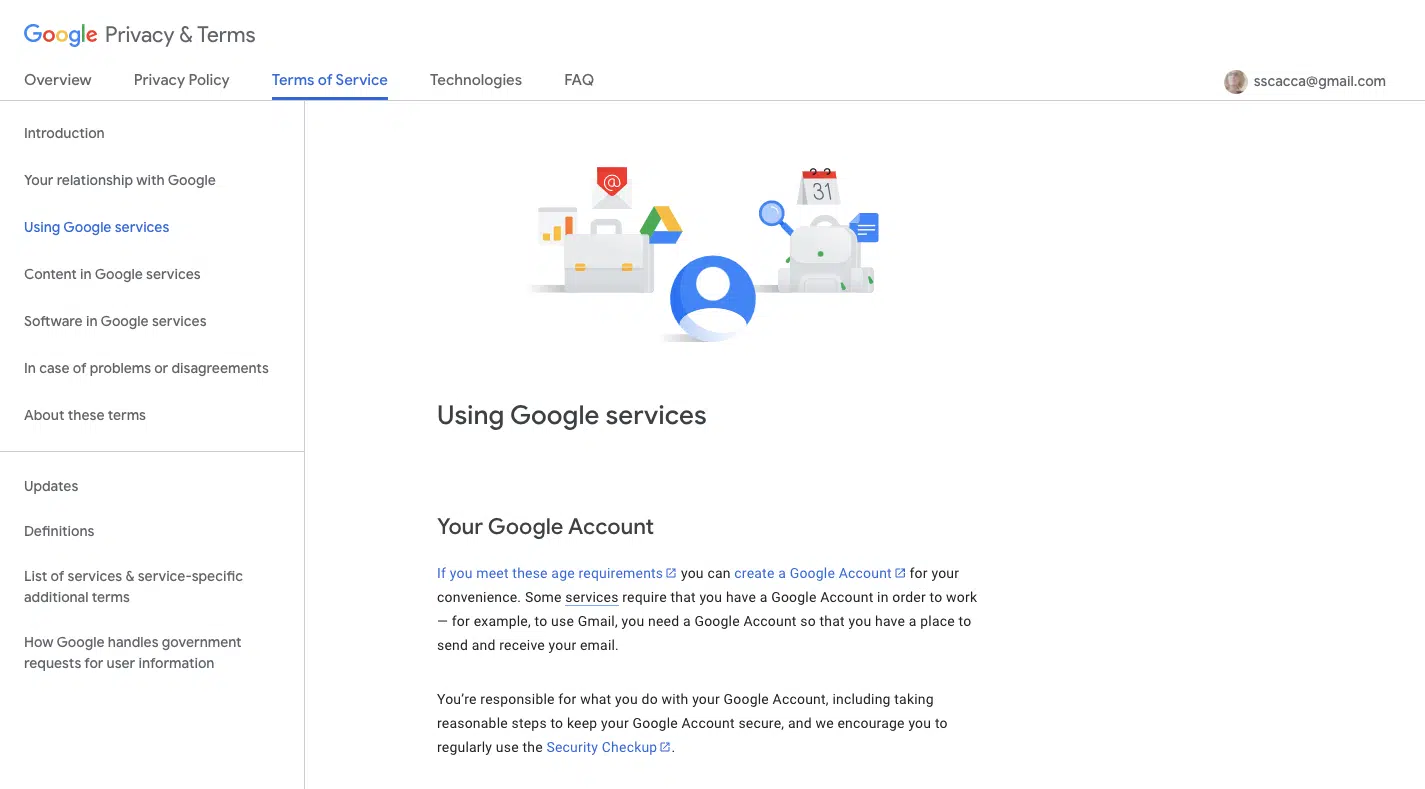 Google Privacy & Terms
Overview
Privacy Policy
Terms of Service
Technologies
FAQ
sscacca@gmail.com
Introduction
Your relationship with Google
Using Google services
Content in Google services
Software in Google services
In case of problems or disagreements
About these terms
Updates
Definitions
List of services & service-specific
additional terms
How Google handles government
requests for user information
@
31
Using Google services
Your Google Account
If you meet these age requirements you can create a Google Account for your
convenience. Some services require that you have a Google Account in order to work
— for example, to use Gmail, you need a Google Account so that you have a place to
send and receive your email.
You’re responsible for what you do with your Google Account, including taking
reasonable steps to keep your Google Account secure, and we encourage you to
regularly use the Security Checkup.